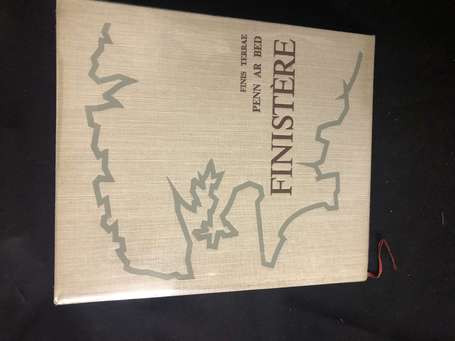 FINIS TERRAE
PENN AR BED
FINISTÈRE